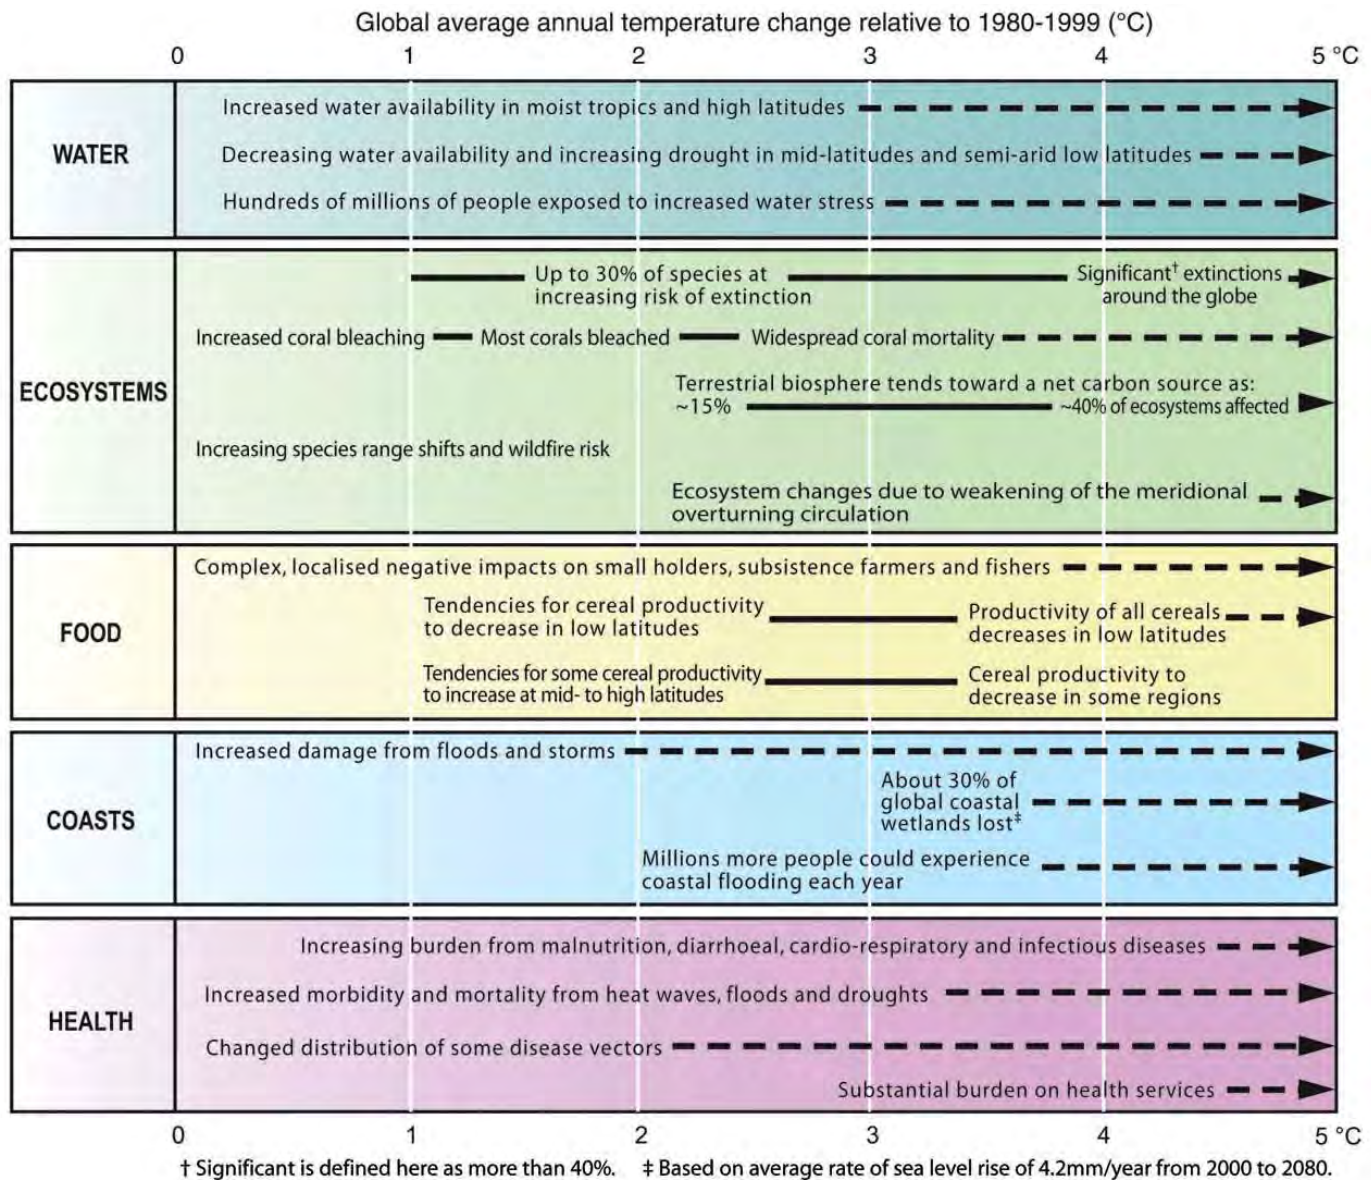 Global average annual temperature change relative to 1980-1999 (°C)
0 1 2 3 4 5 °C
WATER
Increased water availability in moist tropics and high latitudes
Decreasing water availability and increasing drought in mid-latitudes and semi-arid low latitudes
Hundreds of millions of people exposed to increased water stress
ECOSYSTEMS
Up to 30% of species at
increasing risk of extinction
Significant† extinctions
around the globe
Increased coral bleaching Most corals bleached Widespread coral mortality
Terrestrial biosphere tends toward a net carbon source as:
~15% ~40% of ecosystems affected
Increasing species range shifts and wildfire risk
Ecosystem changes due to weakening of the meridional
overturning circulation
FOOD
Complex, localised negative impacts on small holders, subsistence farmers and fishers
Tendencies for cereal productivity
to decrease in low latitudes
Productivity of all cereals
decreases in low latitudes
Tendencies for some cereal productivity
to increase at mid- to high latitudes
Cereal productivity to
decrease in some regions
COASTS
Increased damage from floods and storms
About 30% of
global coastal
wetlands lost‡
Millions more people could experience
coastal flooding each year
HEALTH
Increasing burden from malnutrition, diarrhoeal, cardio-respiratory and infectious diseases
Increased morbidity and mortality from heat waves, floods and droughts
Changed distribution of some disease vectors
Substantial burden on health services
0 1 2 3 4 5 °C
† Significant is defined here as more than 40%. ‡ Based on average rate of sea level rise of 4.2mm/year from 2000 to 2080.